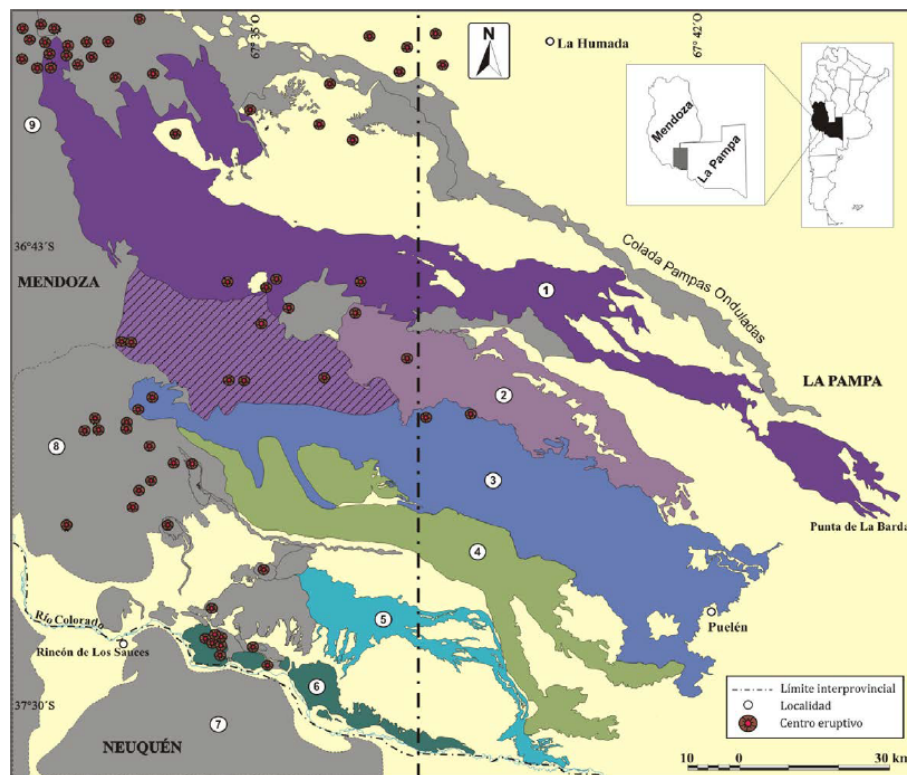 67° 35´O
N
La Humada
67° 42´O
Mendoza
La Pampa
9
36°43´S
MENDOZA
1
Colada Pampas Onduladas
LA PAMPA
2
8
3
Punta de La Barda
4
Río Colorado
5
Puelén
Rincón de Los Sauces
6
Límite interprovincial
Localidad
Centro eruptivo
37°30´S
7
NEUQUÉN
10 0 30 km